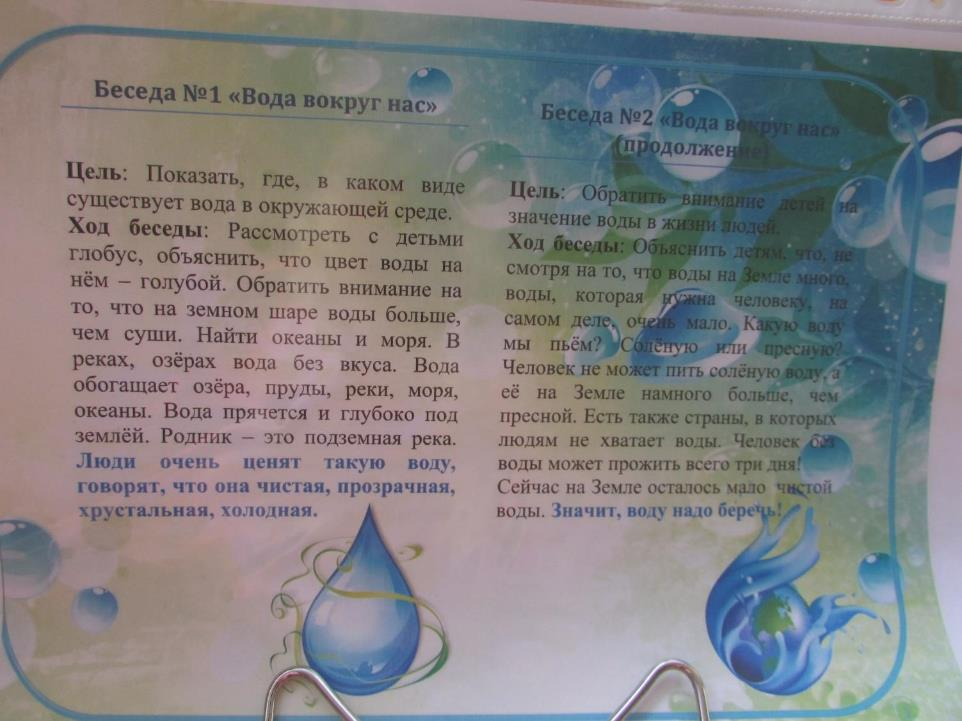 Беседа №1 «Вода вокруг нас»
Цель: Показать, где, в каком виде
существует вода в окружающей среде.
Ход беседы: Рассмотреть с детьми
глобус, объяснить, что цвет воды на
нём – голубой. Обратить внимание на
то, что на земном шаре воды больше,
чем суши. Найти океаны и моря. В
реках, озёрах вода без вкуса. Вода
обогащает озёра, пруды, реки, моря,
океаны. Вода прячется и глубоко под
землёй. Родник – это подземная река.
Люди очень ценят такую воду,
говорят, что она чистая, прозрачная,
хрустальная, холодная.
Беседа №2 «Вода вокруг нас»
(продолжение)
Цель: Обратить внимание детей на
значение воды в жизни людей.
Ход беседы: Объяснить детям, что, не
смотря на то, что воды на Земле много,
воды, которая нужна человеку, на
самом деле, очень мало. Какую воду
мы пьём? Солёную или пресную?
Человек не может пить солёную воду, а
её на Земле намного больше, чем
пресной. Есть также страны, в которых
людям не хватает воды. Человек без
воды может прожить всего три дня!
Сейчас на Земле осталось мало чистой
воды. Значит, воду надо беречь!